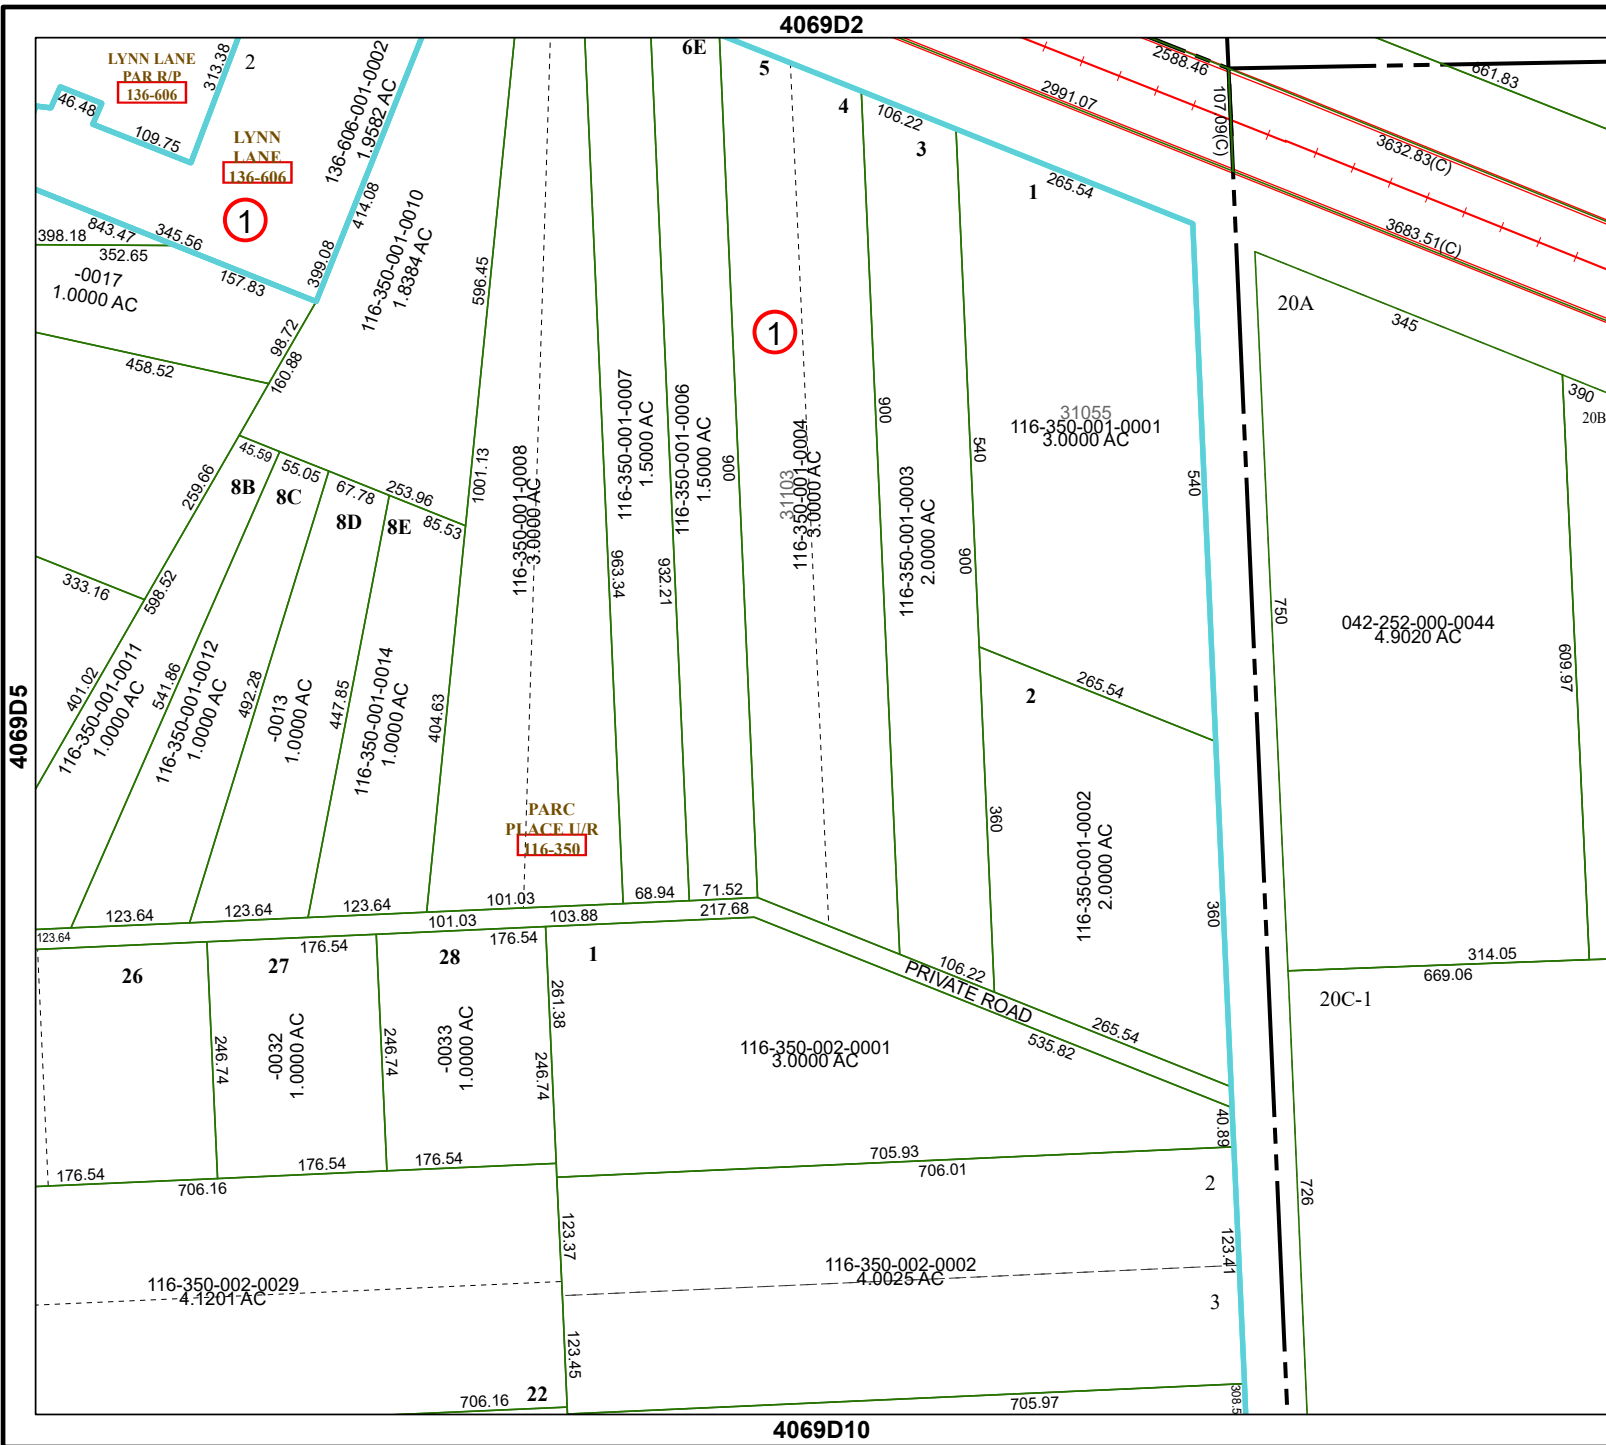 4069D2
LYNN LANE
PAR R/P
136-606
313.38
2
46.48
109.75
LYNN
LANE
136-606
1
136-606-001-0002
1.9582 AC
414.08
399.08
843.47
345.56
157.83
398.18
352.65
-0017
1.0000 AC
116-350-001-0010
1.8384 AC
98.72
160.88
458.52
596.45
1001.13
6E
5
4
106.22
3
1
265.54
2588.46
2991.07
107.09(C)
661.83
3632.83(C)
3683.51(C)
20A
345
390
20B
1
31055
116-350-001-0001
3.0000 AC
540
540
900
900
900
116-350-001-0007
1.5000 AC
116-350-001-0006
1.5000 AC
31103
116-350-001-0004
3.0000 AC
116-350-001-0003
2.0000 AC
116-350-001-0008
3.0000 AC
963.34
932.21
45.59
55.05
67.78
253.96
85.53
8B
8C
8D
8E
259.66
333.16
598.52
401.02
116-350-001-0011
1.0000 AC
541.86
116-350-001-0012
1.0000 AC
492.28
-0013
1.0000 AC
447.85
116-350-001-0014
1.0000 AC
404.63
4069D5
265.54
2
750
042-252-000-0044
4.9020 AC
609.97
360
116-350-001-0002
2.0000 AC
360
PARC
PLACE U/R
116-350
123.64
123.64
123.64
123.64
101.03
101.03
68.94
71.52
103.88
217.68
176.54
176.54
26
27
28
1
106.22
PRIVATE ROAD
265.54
535.82
314.05
669.06
20C-1
246.74
-0032
1.0000 AC
246.74
-0033
1.0000 AC
261.38
246.74
116-350-002-0001
3.0000 AC
40.89
176.54
176.54
176.54
706.16
705.93
706.01
2
726
123.37
123.41
116-350-002-0029
4.1201 AC
116-350-002-0002
4.0025 AC
3
123.45
706.16
22
705.97
308.5
4069D10